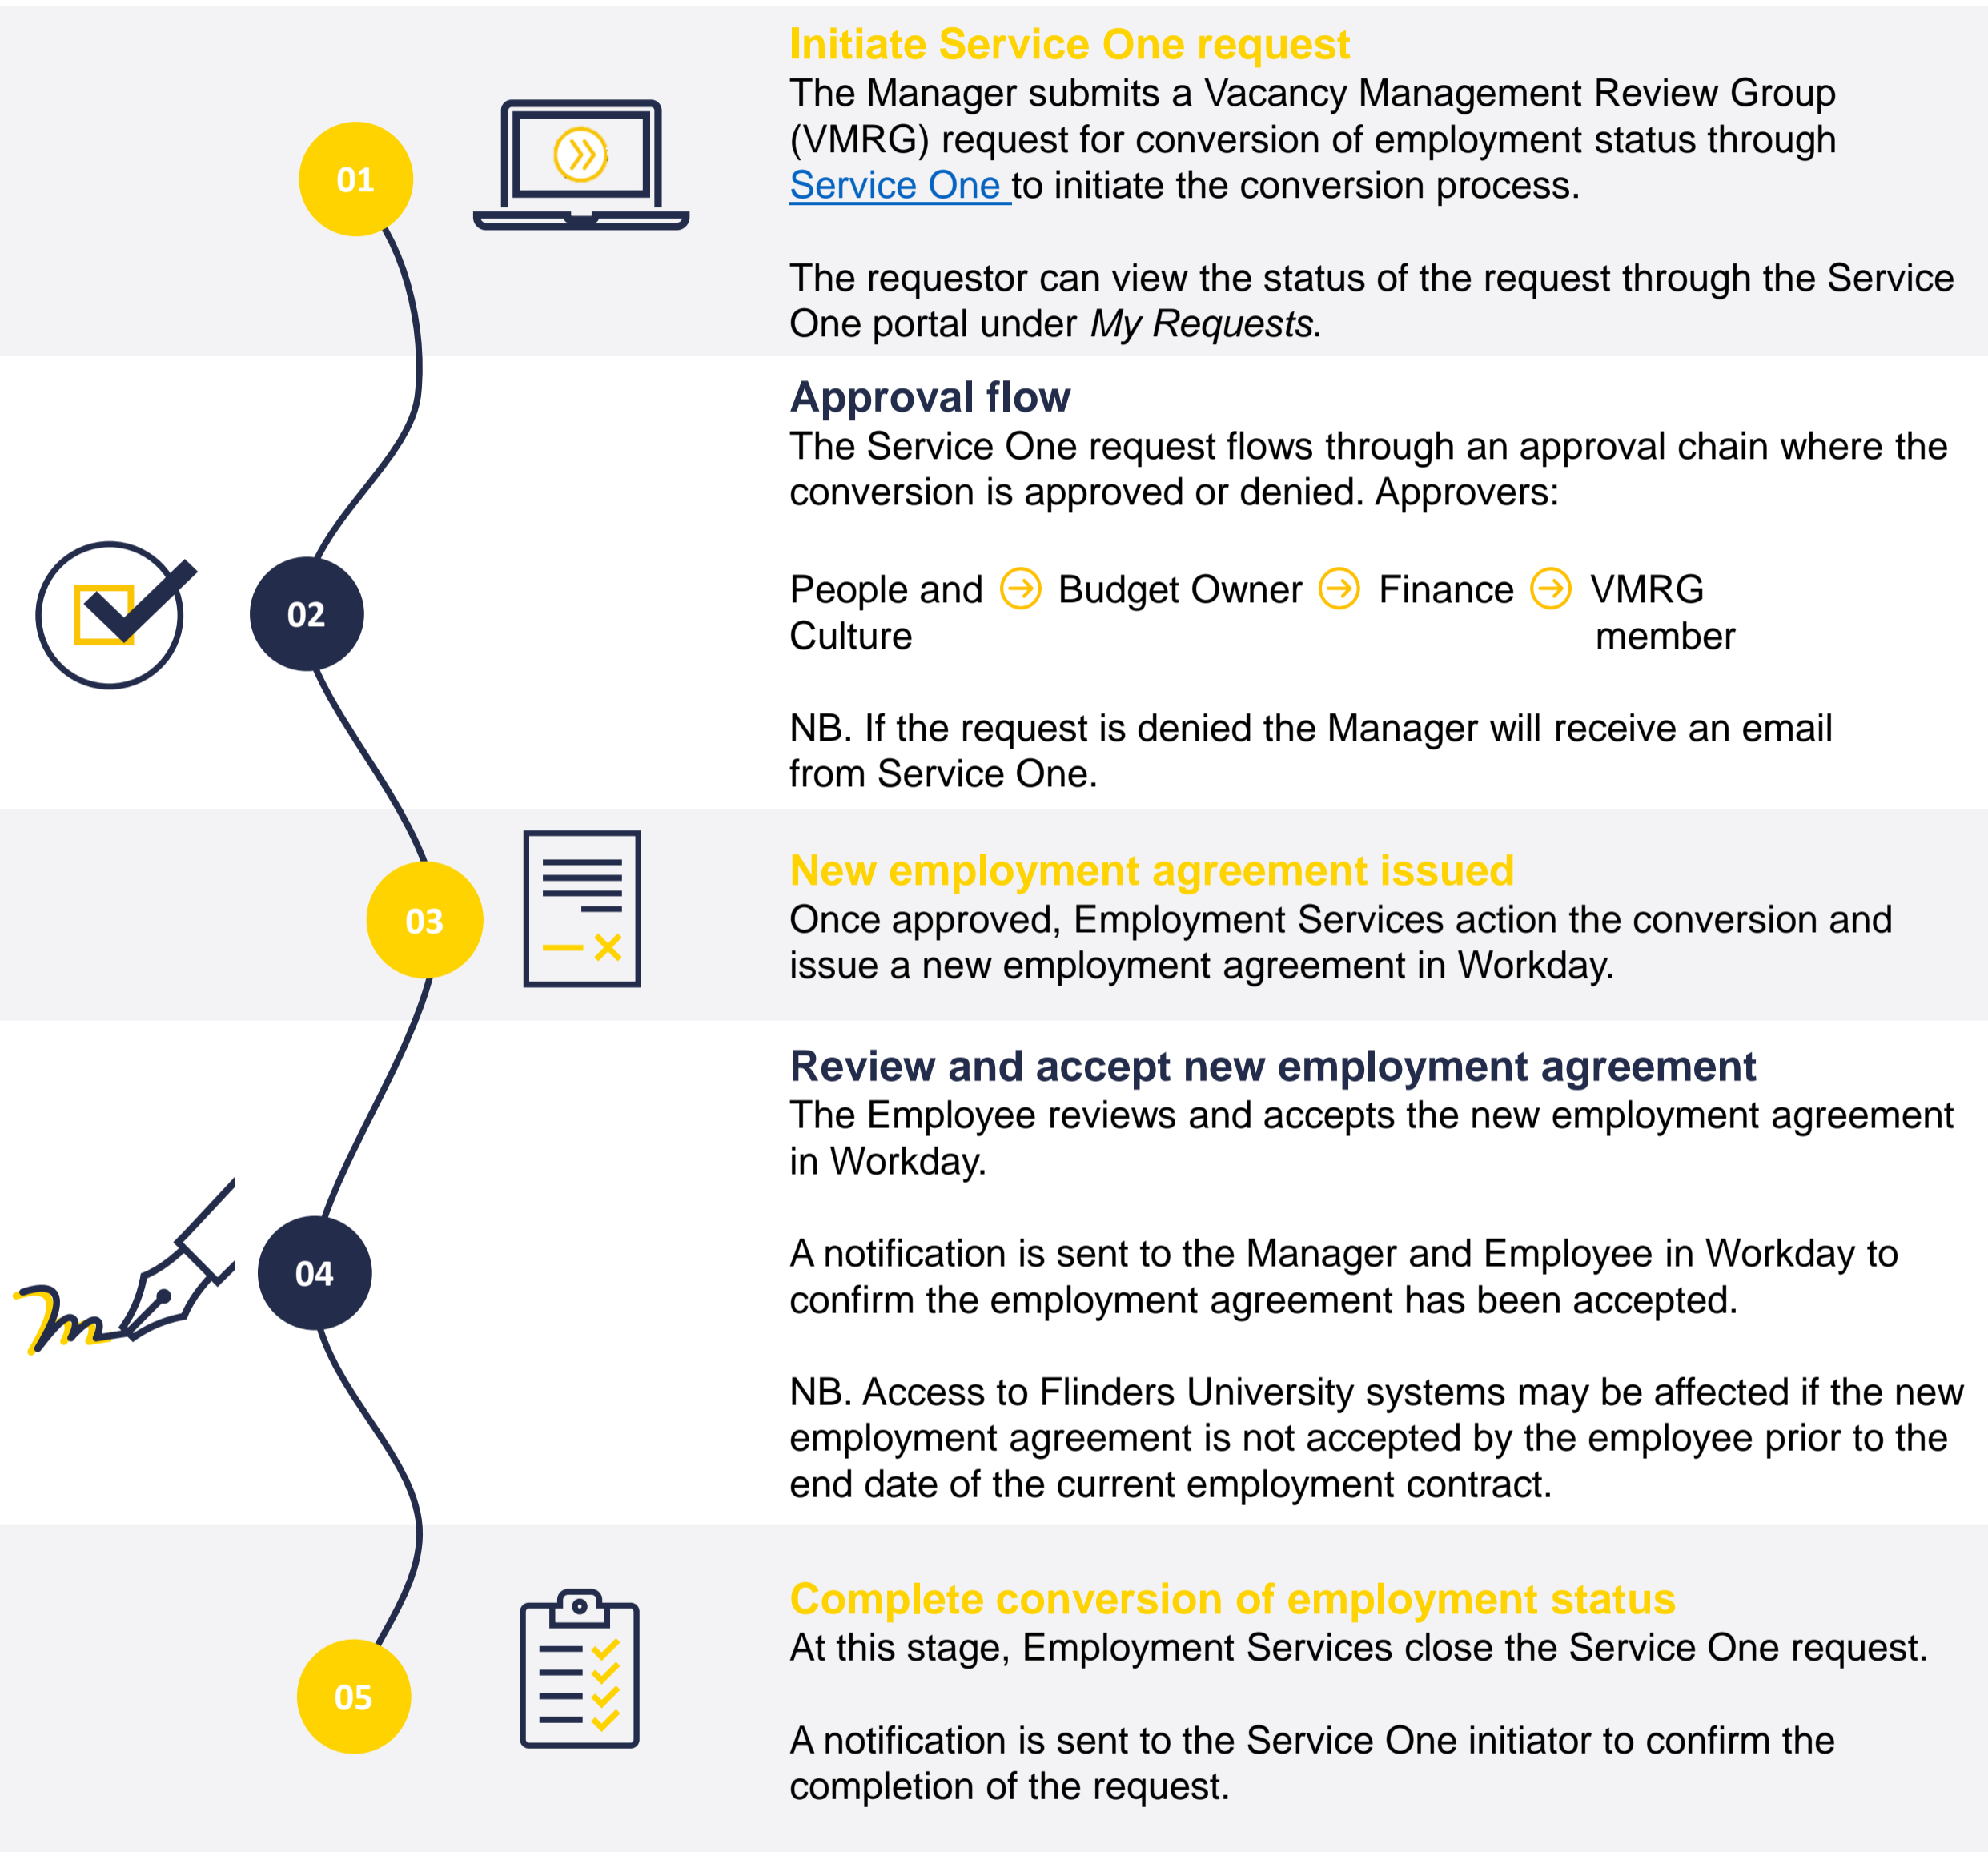 Initiate Service One request
The Manager submits a Vacancy Management Review Group
(VMRG) request for conversion of employment status through
Service One to initiate the conversion process.
01
The requestor can view the status of the request through the Service
One portal under My Requests.
Approval flow
The Service One request flows through an approval chain where the
conversion is approved or denied. Approvers:
02
People and Budget Owner Finance VMRG
Culture member
NB. If the request is denied the Manager will receive an email
from Service One.
New employment agreement issued
03
Once approved, Employment Services action the conversion and
issue a new employment agreement in Workday.
Review and accept new employment agreement
The Employee reviews and accepts the new employment agreement
in Workday.
04
A notification is sent to the Manager and Employee in Workday to
confirm the employment agreement has been accepted.
NB. Access to Flinders University systems may be affected if the new
employment agreement is not accepted by the employee prior to the
end date of the current employment contract.
Complete conversion of employment status
At this stage, Employment Services close the Service One request.
05
A notification is sent to the Service One initiator to confirm the
completion of the request.